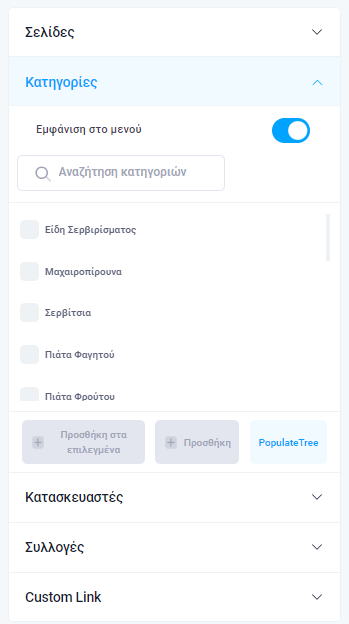 Σελίδες
Κατηγορίες
Εμφάνιση στο μενού
Αναζήτηση κατηγοριών
Είδη Σερβιρίσματος
Μαχαιροπίρουνα
Σερβίτσια
Πιάτα Φαγητού
Πιάτα Φρούτου
Προσθήκη στα
επιλεγμένα
Προσθήκη
PopulateTree
Κατασκευαστές
Συλλογές
Custom Link